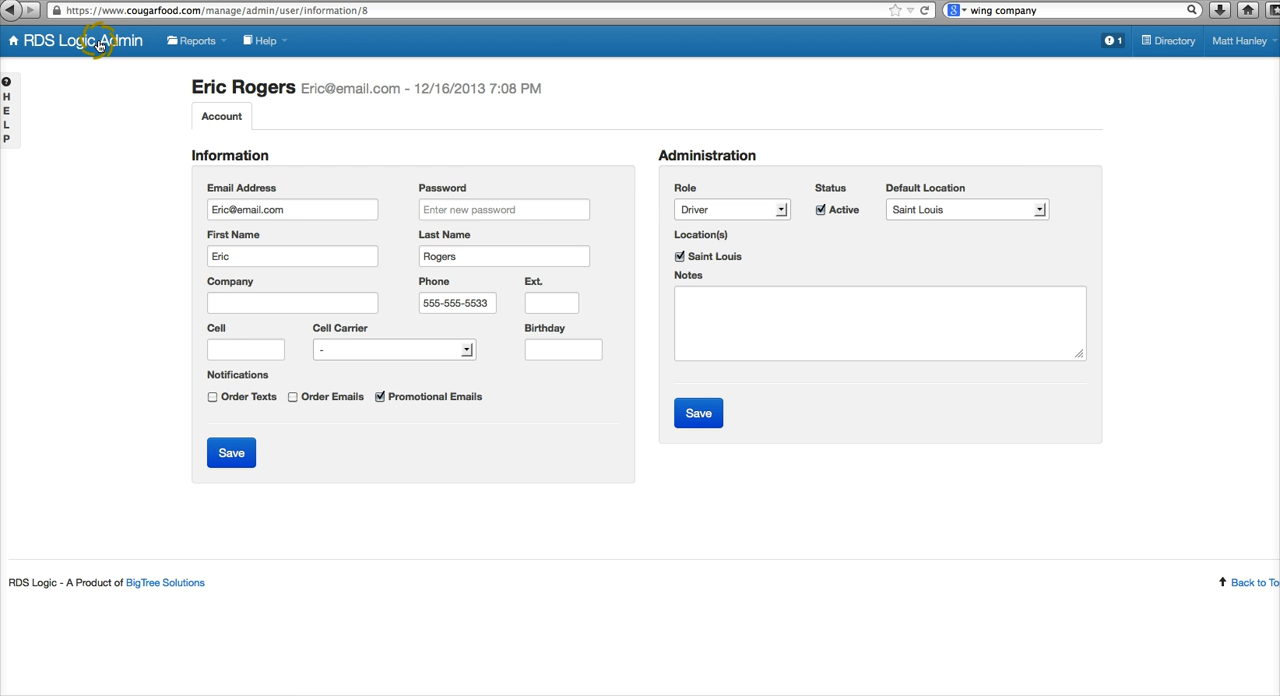 https://www.cougarfood.com/manage/admin/user/information/8
wing company
RDS Logic Admin Reports Help 1 Directory Matt Hanley
HELP
Eric Rogers Eric@email.com - 12/16/2013 7:08 PM
Account
Information
Email Address Password
Eric@email.com Enter new password
First Name Last Name
Eric Rogers
Company Phone Ext.
555-555-5533
Cell Cell Carrier Birthday
-
Notifications
Order Texts Order Emails Promotional Emails
Save
Administration
Role Status Default Location
Driver Active Saint Louis
Location(s)
Saint Louis
Notes
Save
RDS Logic - A Product of BigTree Solutions
Back to To